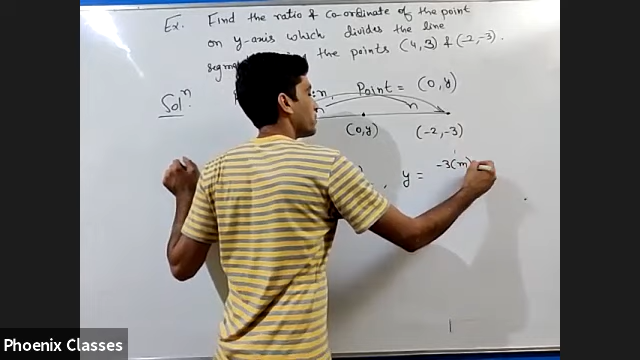 Ex. Find the ratio & co-ordinate of the point
on y-axis which divides the line
the points (4,3) & (-2,-3).
Sol^n :n, Point = (0,y)
n n
(0,y) (-2,-3)
, y = -3(m)
Phoenix Classes